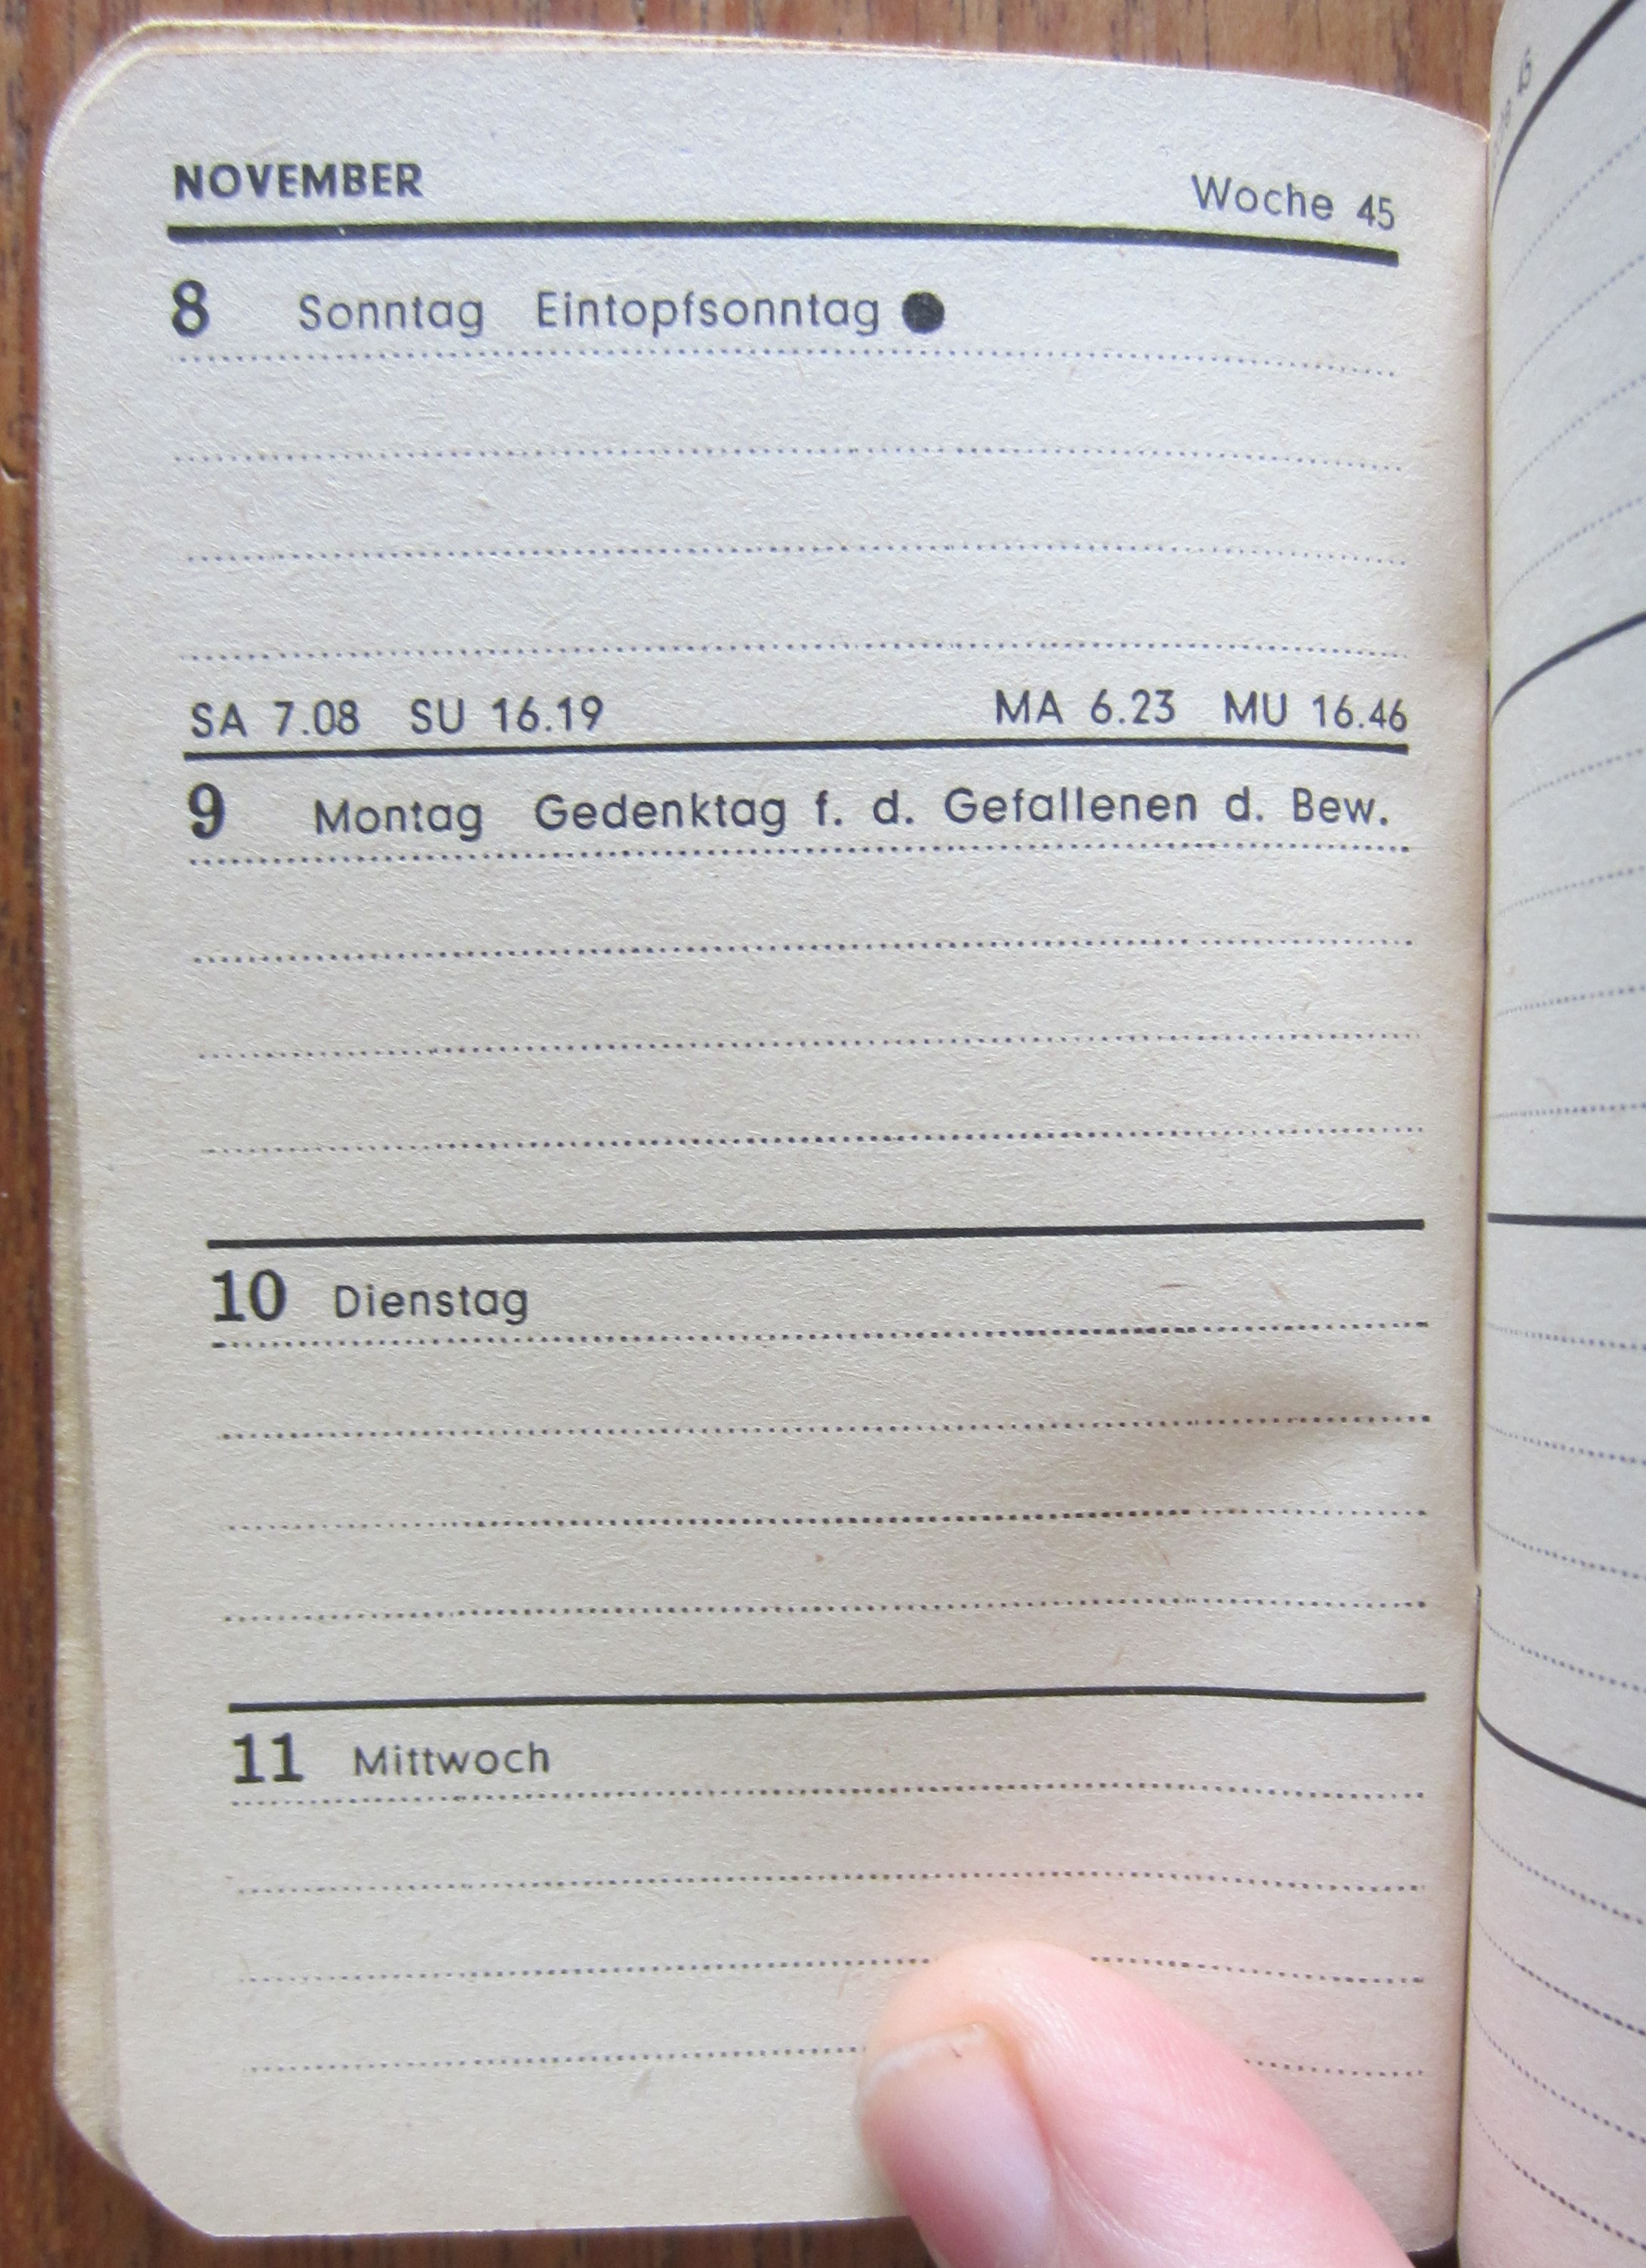 NOVEMBER Woche 45
8 Sonntag Eintopfsonntag
SA 7.08 SU 16.19 MA 6.23 MU 16.46
9 Montag Gedenktag f. d. Gefallenen d. Bew.
10 Dienstag
11 Mittwoch